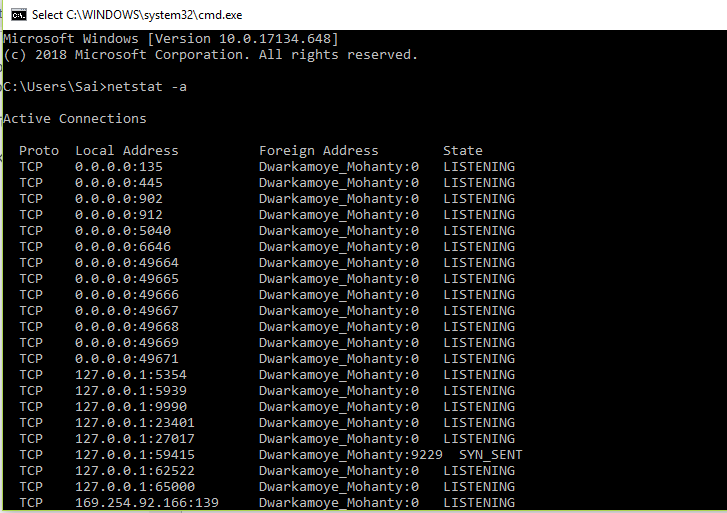 Select C:\WINDOWS\system32\cmd.exe
Microsoft Windows [Version 10.0.17134.648]
(c) 2018 Microsoft Corporation. All rights reserved.
C:\Users\Sai>netstat -a
Active Connections
Proto  Local Address          Foreign Address        State
TCP    0.0.0.0:135            Dwarkamoye_Mohanty:0   LISTENING
TCP    0.0.0.0:445            Dwarkamoye_Mohanty:0   LISTENING
TCP    0.0.0.0:902            Dwarkamoye_Mohanty:0   LISTENING
TCP    0.0.0.0:912            Dwarkamoye_Mohanty:0   LISTENING
TCP    0.0.0.0:5040           Dwarkamoye_Mohanty:0   LISTENING
TCP    0.0.0.0:6646           Dwarkamoye_Mohanty:0   LISTENING
TCP    0.0.0.0:49664          Dwarkamoye_Mohanty:0   LISTENING
TCP    0.0.0.0:49665          Dwarkamoye_Mohanty:0   LISTENING
TCP    0.0.0.0:49666          Dwarkamoye_Mohanty:0   LISTENING
TCP    0.0.0.0:49667          Dwarkamoye_Mohanty:0   LISTENING
TCP    0.0.0.0:49668          Dwarkamoye_Mohanty:0   LISTENING
TCP    0.0.0.0:49669          Dwarkamoye_Mohanty:0   LISTENING
TCP    0.0.0.0:49671          Dwarkamoye_Mohanty:0   LISTENING
TCP    127.0.0.1:5354         Dwarkamoye_Mohanty:0   LISTENING
TCP    127.0.0.1:5939         Dwarkamoye_Mohanty:0   LISTENING
TCP    127.0.0.1:9990         Dwarkamoye_Mohanty:0   LISTENING
TCP    127.0.0.1:23401        Dwarkamoye_Mohanty:0   LISTENING
TCP    127.0.0.1:27017        Dwarkamoye_Mohanty:0   LISTENING
TCP    127.0.0.1:59415        Dwarkamoye_Mohanty:9229  SYN_SENT
TCP    127.0.0.1:62522        Dwarkamoye_Mohanty:0   LISTENING
TCP    127.0.0.1:65000        Dwarkamoye_Mohanty:0   LISTENING
TCP    169.254.92.166:139     Dwarkamoye_Mohanty:0   LISTENING